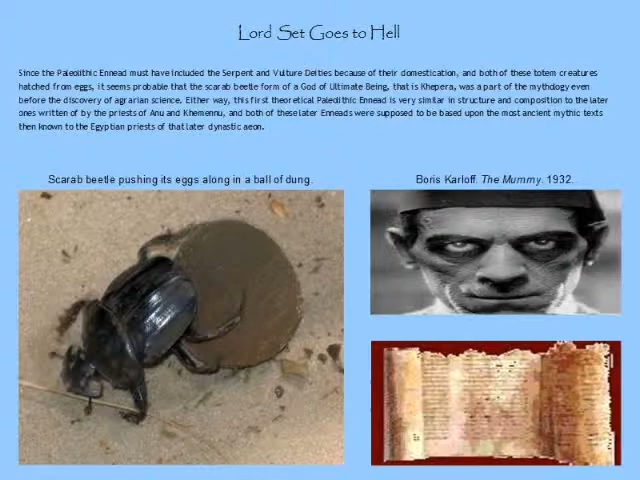 Lord Set Goes to Hell
Since the Paleolithic Ennead must have included the Serpent and Vulture Deities because of their domestication, and both of these totem creatures
hatched from eggs, it seems probable that the scarab beetle form of a God of Ultimate Being, that is Khepera, was a part of the mythology even
before the discovery of agrarian science. Either way, this first theoretical Paleolithic Ennead is very similar in structure and composition to the later
ones written of by the priests of Anu and Khemennu, and both of these later Enneads were supposed to be based upon the most ancient mythic texts
then known to the Egyptian priests of that later dynastic aeon.
Scarab beetle pushing its eggs along in a ball of dung.
Boris Karloff. The Mummy. 1932.